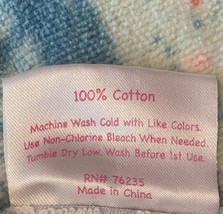 100% Cotton
Machine Wash Cold with Like Colors.
Use Non-Chlorine Bleach When Needed.
Tumble Dry Low. Wash Before 1st Use.
RN# 76235
Made in China